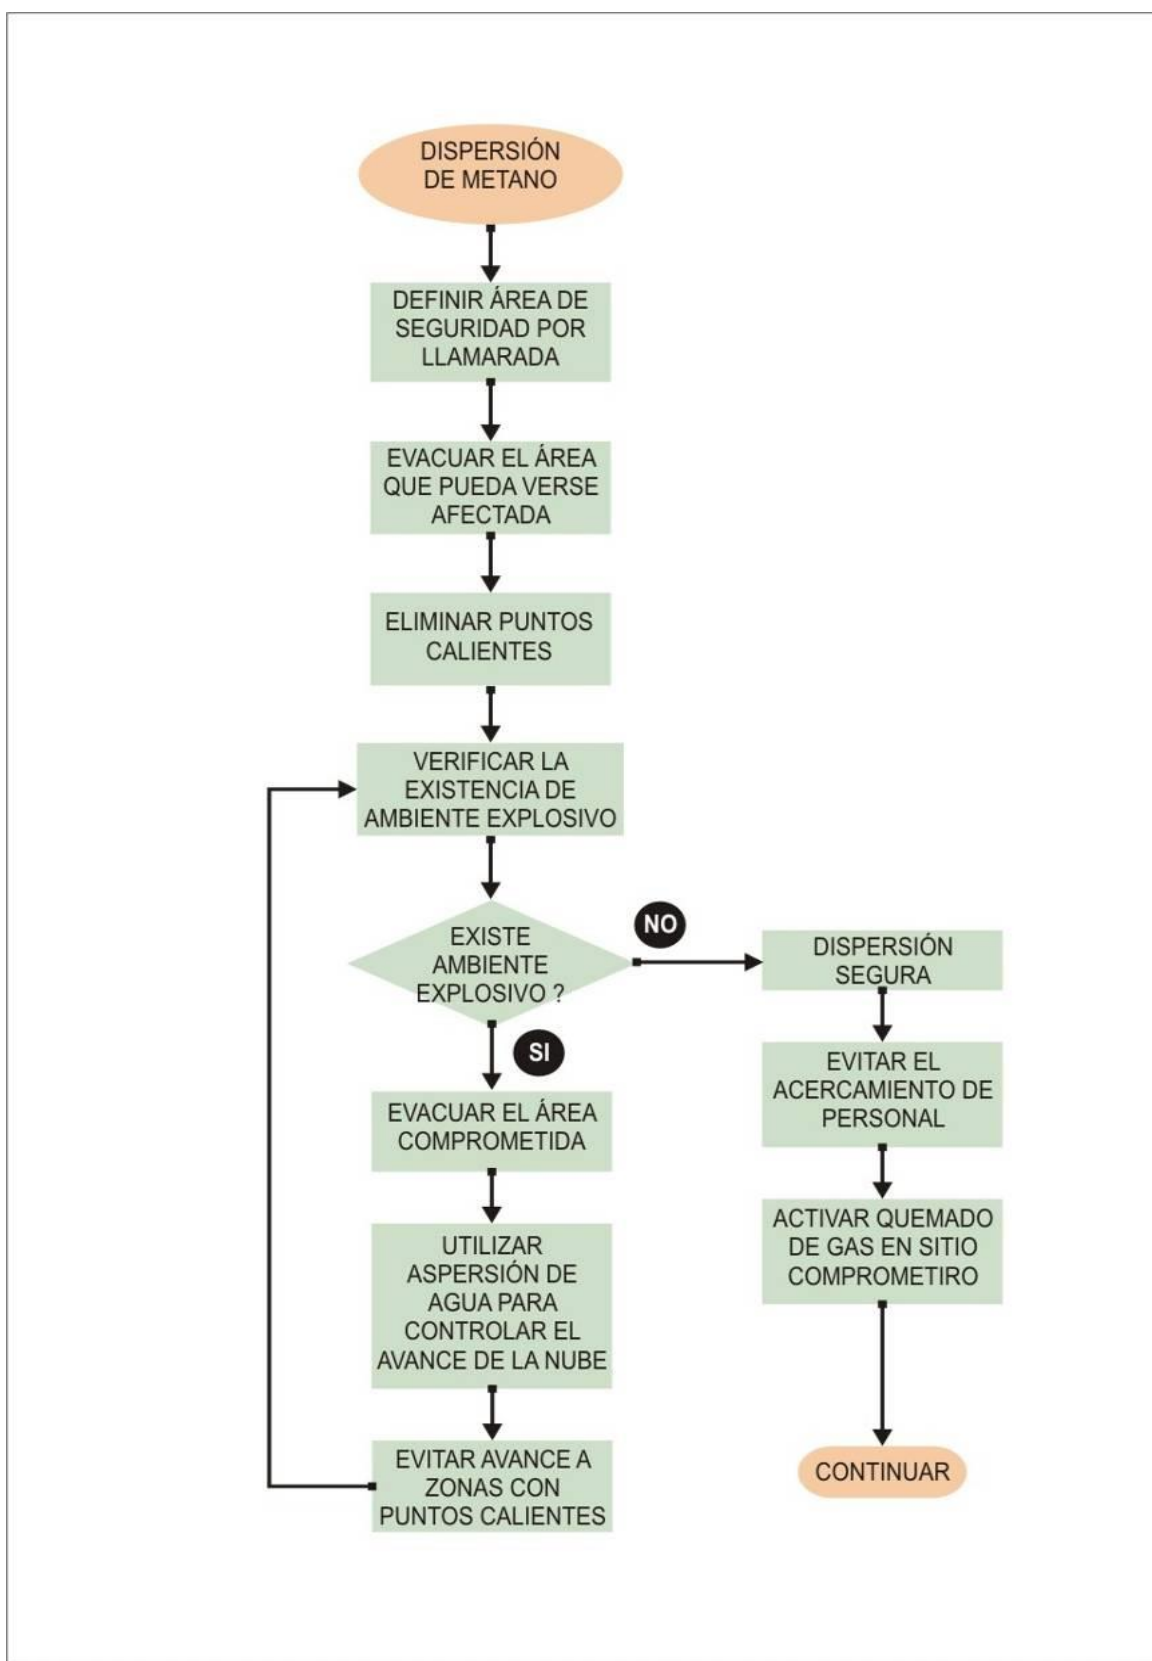 DISPERSIÓN
DE METANO
DEFINIR ÁREA DE
SEGURIDAD POR
LLAMARADA
EVACUAR EL ÁREA
QUE PUEDA VERSE
AFECTADA
ELIMINAR PUNTOS
CALIENTES
VERIFICAR LA
EXISTENCIA DE
AMBIENTE EXPLOSIVO
EXISTE
AMBIENTE
EXPLOSIVO ?
SI
EVACUAR EL ÁREA
COMPROMETIDA
UTILIZAR
ASPERSIÓN DE
AGUA PARA
CONTROLAR EL
AVANCE DE LA NUBE
EVITAR AVANCE A
ZONAS CON
PUNTOS CALIENTES
NO
DISPERSIÓN
SEGURA
EVITAR EL
ACERCAMIENTO DE
PERSONAL
ACTIVAR QUEMADO
DE GAS EN SITIO
COMPROMETIRO
CONTINUAR